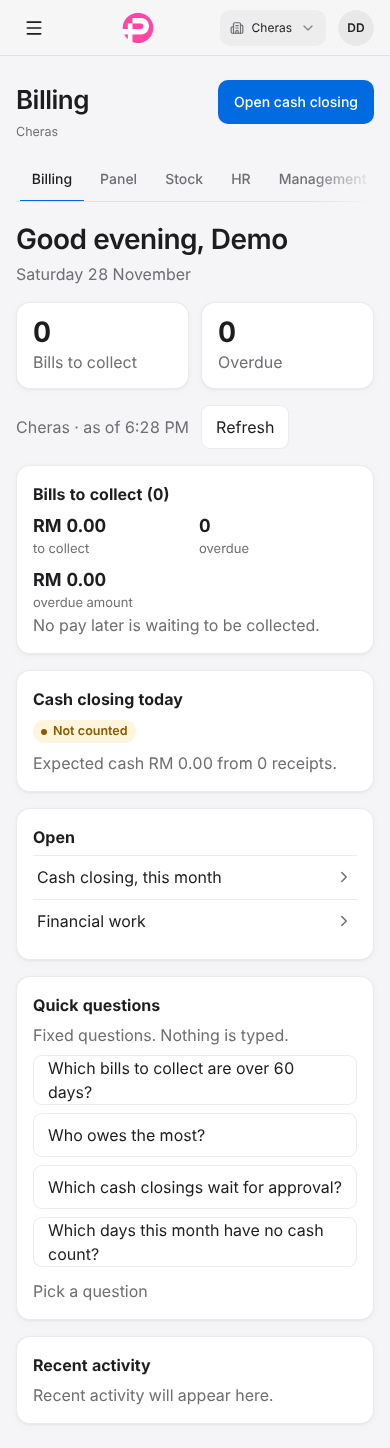 Cheras
DD
Billing
Open cash closing
Cheras
Billing
Panel
Stock
HR
Management
Good evening, Demo
Saturday 28 November
0
Bills to collect
0
Overdue
Cheras · as of 6:28 PM
Refresh
Bills to collect (0)
RM 0.00
to collect
0
overdue
RM 0.00
overdue amount
No pay later is waiting to be collected.
Cash closing today
Not counted
Expected cash RM 0.00 from 0 receipts.
Open
Cash closing, this month
Financial work
Quick questions
Fixed questions. Nothing is typed.
Which bills to collect are over 60
days?
Who owes the most?
Which cash closings wait for approval?
Which days this month have no cash
count?
Pick a question
Recent activity
Recent activity will appear here.